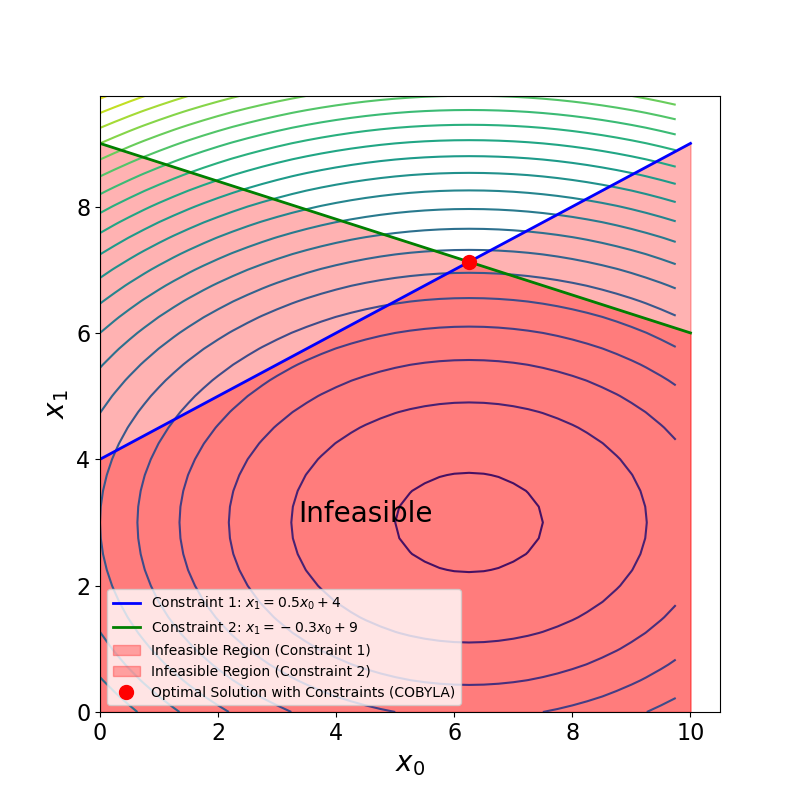 8
6
4
2
0
x₁
Infeasible
Constraint 1: x₁ = 0.5x₀ + 4
Constraint 2: x₁ = −0.3x₀ + 9
Infeasible Region (Constraint 1)
Infeasible Region (Constraint 2)
Optimal Solution with Constraints (COBYLA)
0 2 4 6 8 10
x₀